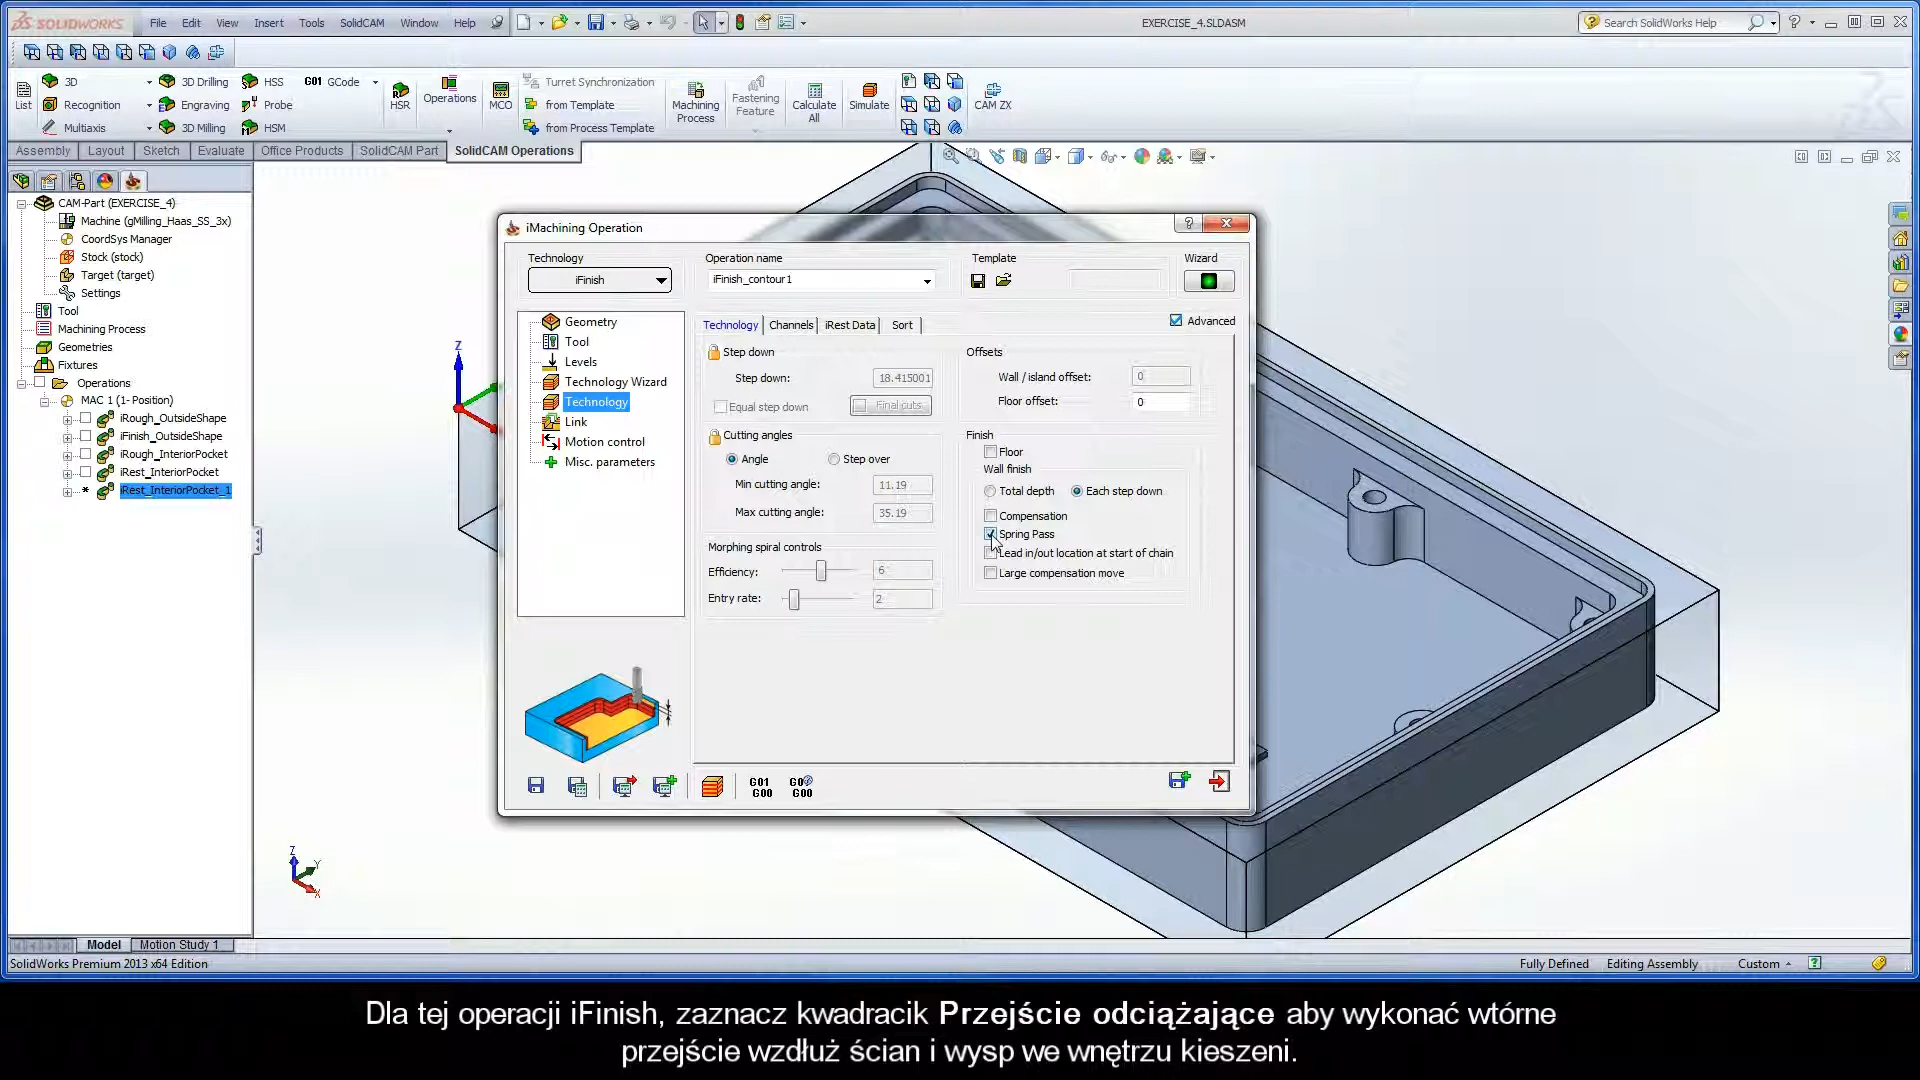 SOLIDWORKS File Edit View Insert Tools SolidCAM Window Help EXERCISE_4.SLDASM Search SolidWorks Help
3D 3D Drilling HSS G01 GCode Turret Synchronization
List Recognition Engraving Probe HSR Operations MCO from Template Machining Process Fastening Feature Calculate All Simulate CAM ZX
Multiaxis 3D Milling HSM from Process Template
Assembly Layout Sketch Evaluate Office Products SolidCAM Part SolidCAM Operations
CAM-Part (EXERCISE_4)
Machine (gMilling_Haas_SS_3x)
CoordSys Manager
Stock (stock)
Target (target)
Settings
Tool
Machining Process
Geometries
Fixtures
Operations
MAC 1 (1- Position)
iRough_OutsideShape
iFinish_OutsideShape
iRough_InteriorPocket
iRest_InteriorPocket
* iRest_InteriorPocket_1
iMachining Operation
Technology Operation name Template Wizard
iFinish iFinish_contour1
Geometry
Tool
Levels
Technology Wizard
Technology
Link
Motion control
Misc. parameters
Technology Channels iRest Data Sort Advanced
Step down
Step down: 18.415001
Equal step down Final cuts
Cutting angles
Angle Step over
Min cutting angle: 11.19
Max cutting angle: 35.19
Morphing spiral controls
Efficiency: 6
Entry rate: 2
Offsets
Wall / island offset: 0
Floor offset: 0
Finish
Floor
Wall finish
Total depth Each step down
Compensation
Spring Pass
Lead in/out location at start of chain
Large compensation move
G01 G00
G00
Z
Z Y X
Model Motion Study 1
SolidWorks Premium 2013 x64 Edition Fully Defined Editing Assembly Custom
Dla tej operacji iFinish, zaznacz kwadracik Przejście odciążające aby wykonać wtórne
przejście wzdłuż ścian i wysp we wnętrzu kieszeni.